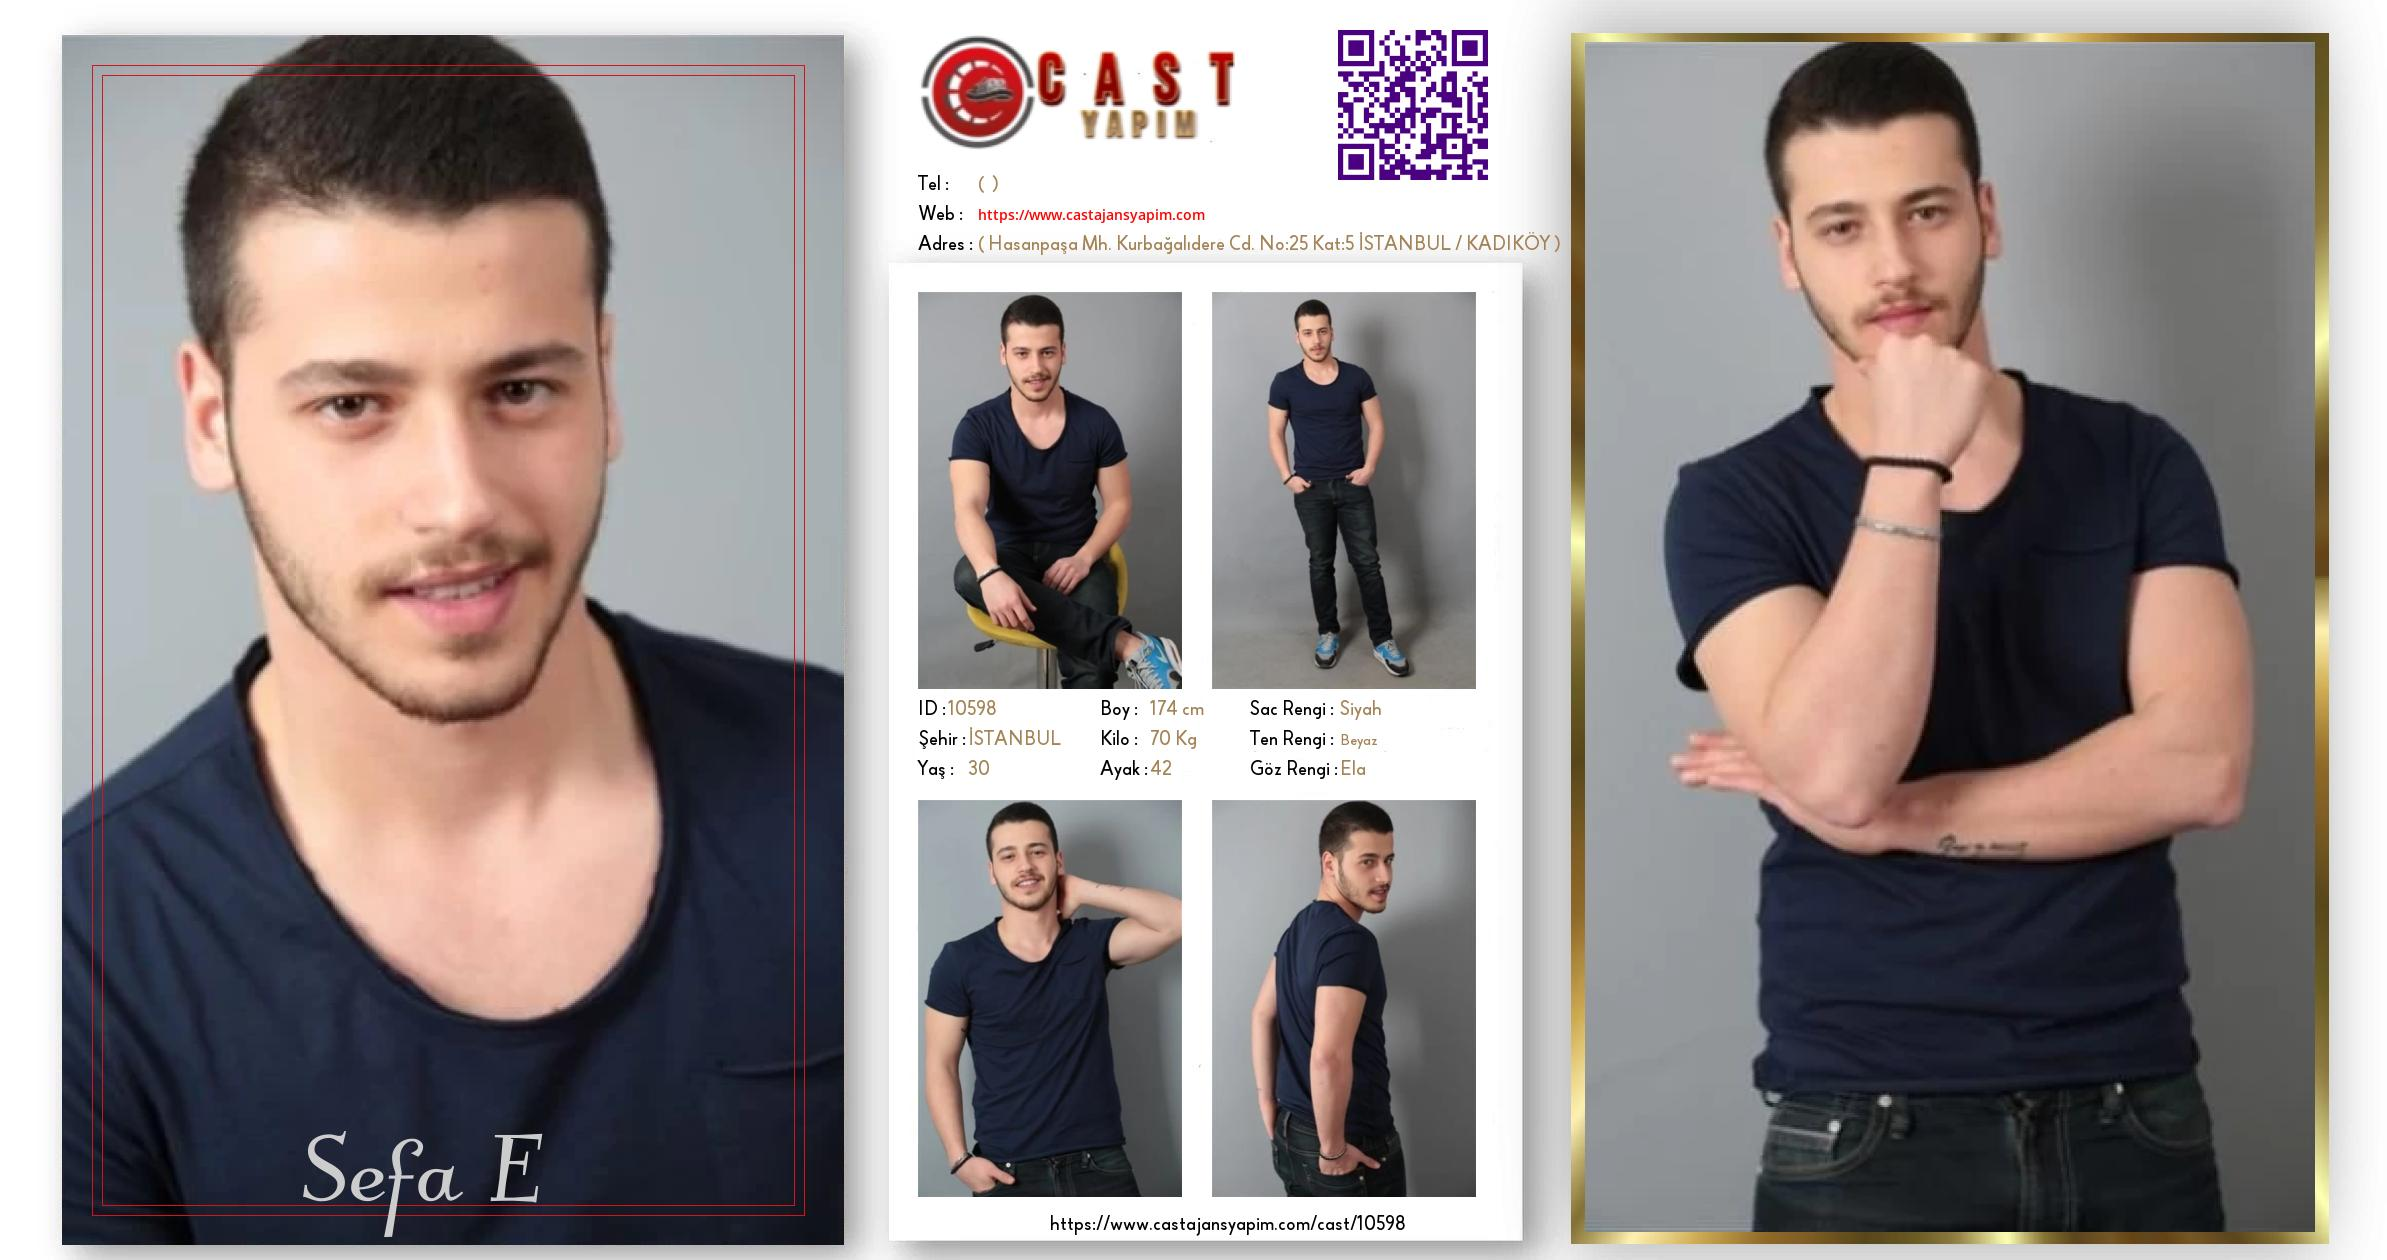 Sefa E
CAST
YAPIM
Tel : ( )
Web : https://www.castajansyapim.com
Adres : ( Hasanpaşa Mh. Kurbağalıdere Cd. No:25 Kat:5 İSTANBUL / KADIKÖY )
ID : 10598 Boy : 174 cm Sac Rengi : Siyah
Şehir : İSTANBUL Kilo : 70 Kg Ten Rengi : Beyaz
Yaş : 30 Ayak : 42 Göz Rengi : Ela
https://www.castajansyapim.com/cast/10598